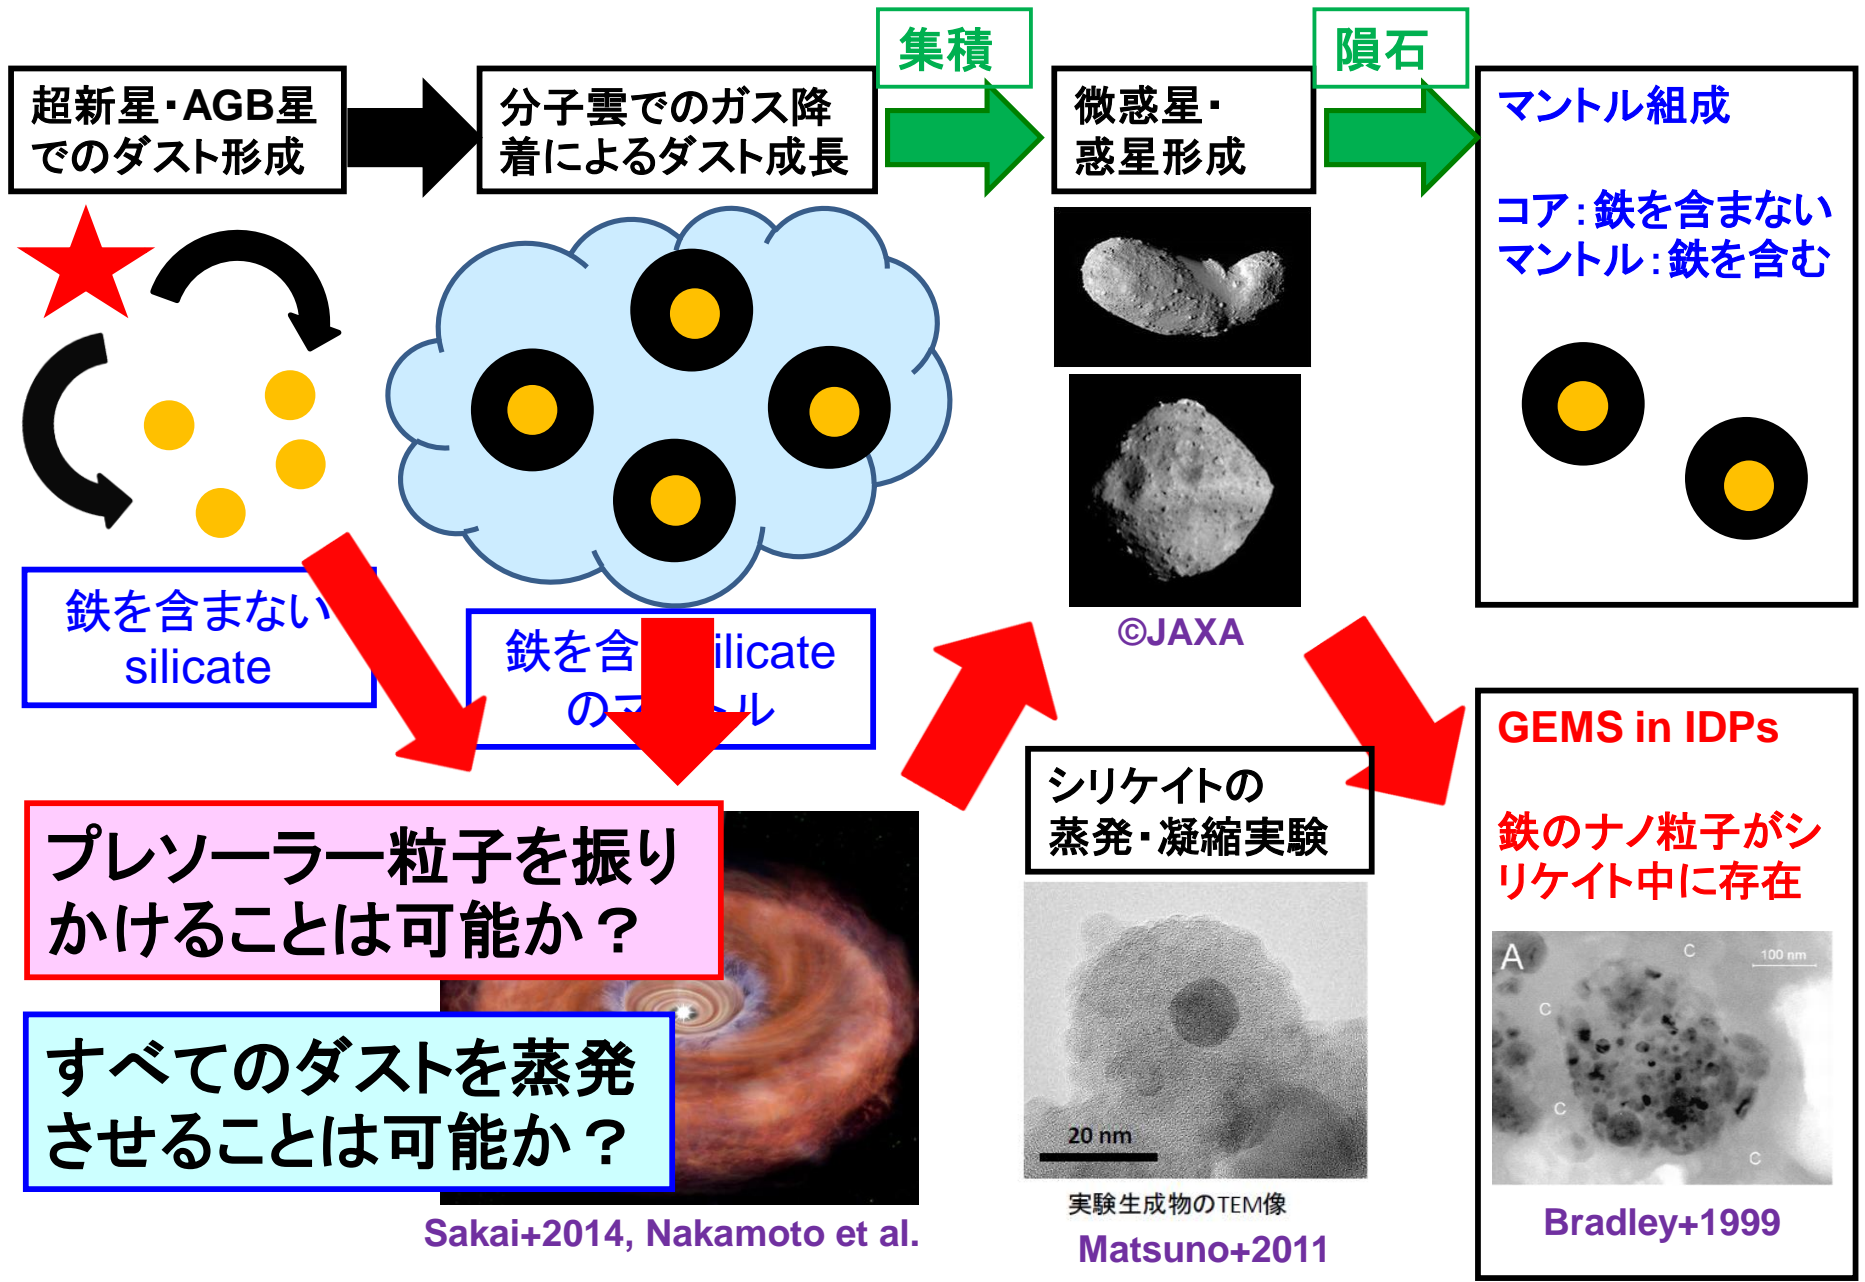 集積
隕石
超新星・AGB星
でのダスト形成
分子雲でのガス降
着によるダスト成長
微惑星・
惑星形成
マントル組成
コア：鉄を含まない
マントル：鉄を含む
鉄を含まない
silicate
鉄を含 ilicate
のマ トル
©JAXA
プレソーラー粒子を振り
かけることは可能か？
すべてのダストを蒸発
させることは可能か？
Sakai+2014, Nakamoto et al.
シリケイトの
蒸発・凝縮実験
20 nm
実験生成物のTEM像
Matsuno+2011
GEMS in IDPs
鉄のナノ粒子がシ
リケイト中に存在
A
C
100 nm
C
C
C
Bradley+1999